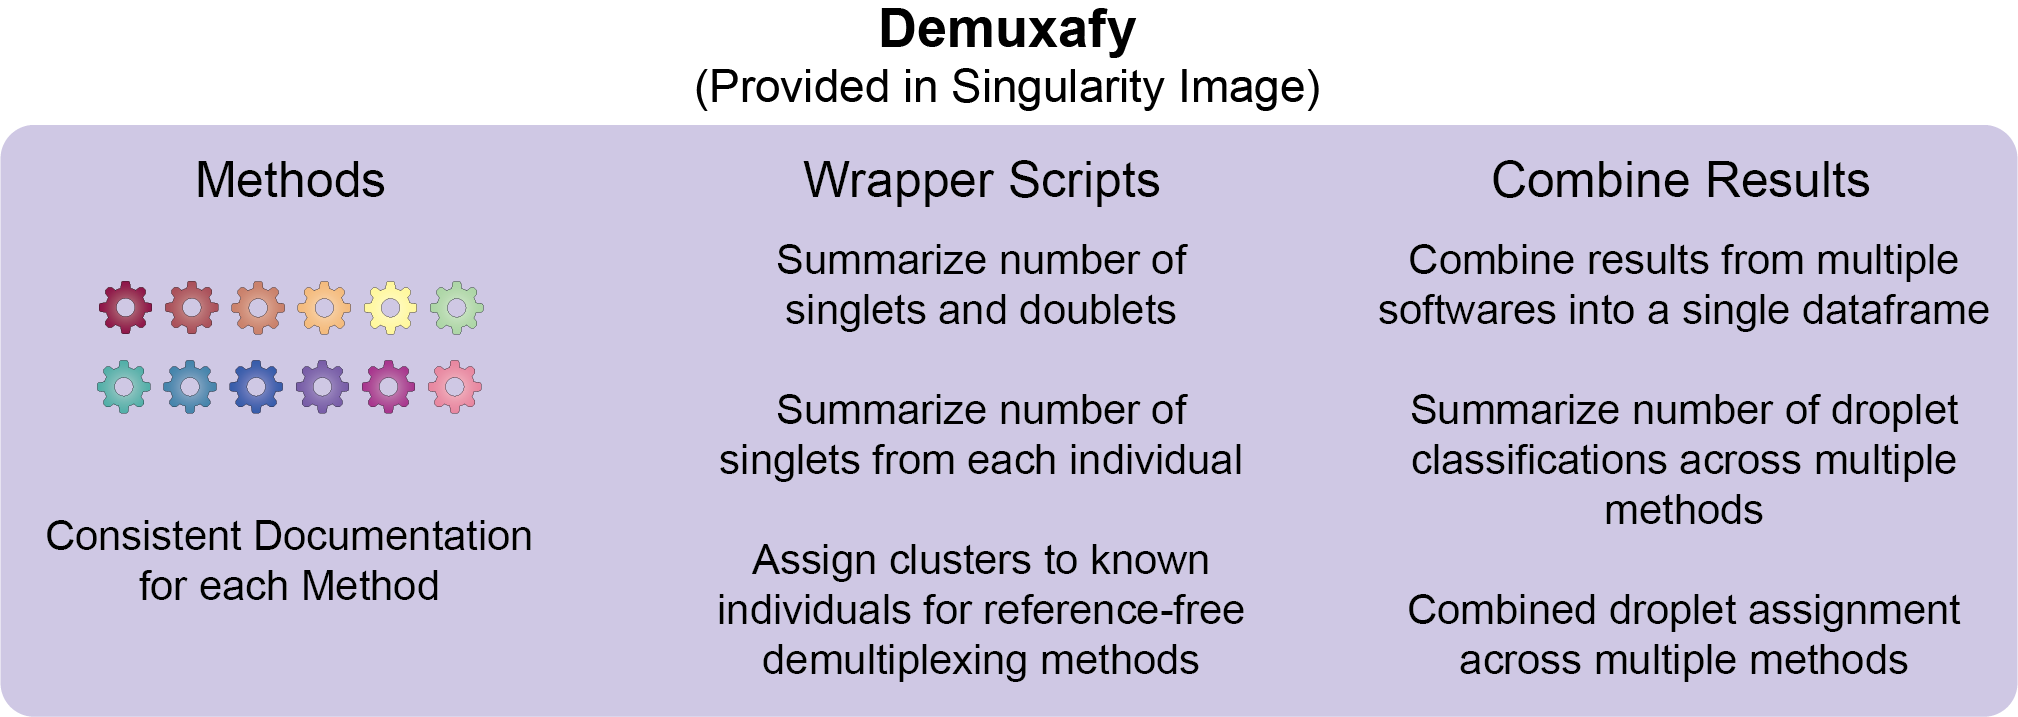 Demuxafy
(Provided in Singularity Image)
Methods
Consistent Documentation
for each Method
Wrapper Scripts
Summarize number of
singlets and doublets
Summarize number of
singlets from each individual
Assign clusters to known
individuals for reference-free
demultiplexing methods
Combine Results
Combine results from multiple
softwares into a single dataframe
Summarize number of droplet
classifications across multiple
methods
Combined droplet assignment
across multiple methods